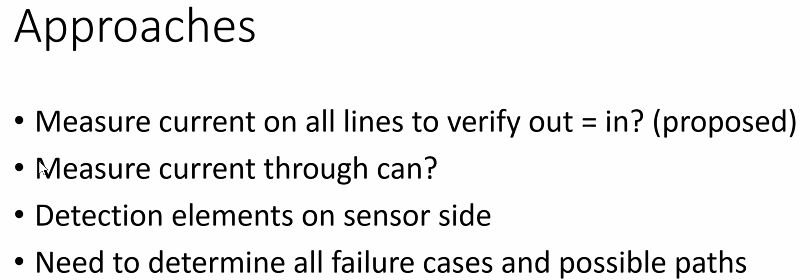 Approaches
• Measure current on all lines to verify out = in? (proposed)
• Measure current through can?
• Detection elements on sensor side
• Need to determine all failure cases and possible paths